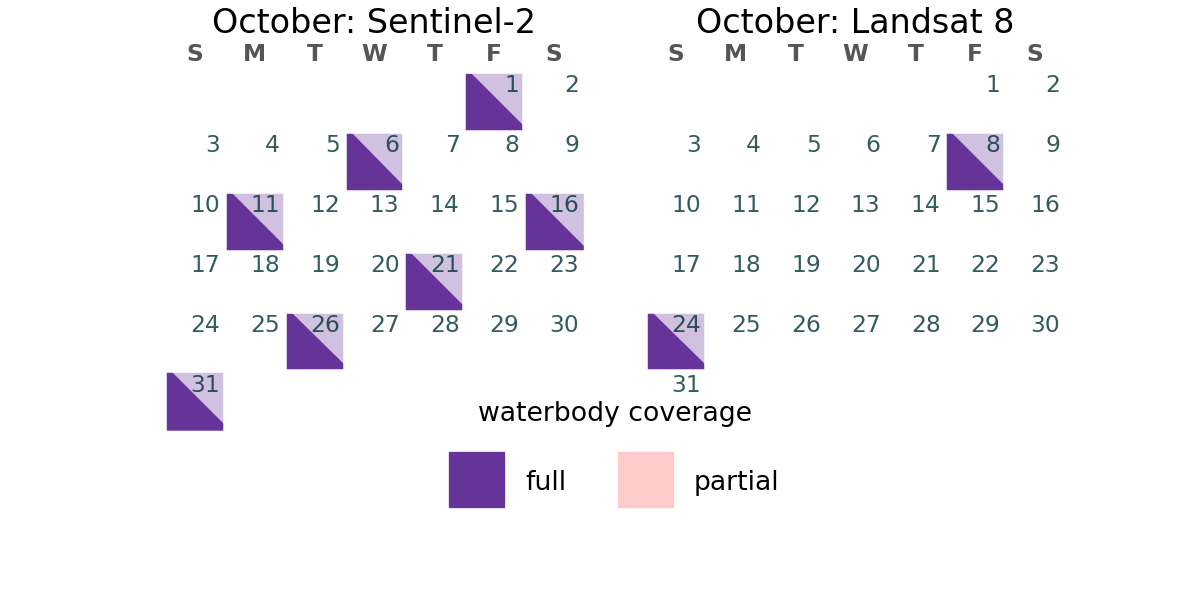 October: Sentinel-2
S M T W T F S
1 2
3 4 5 6 7 8 9
10 11 12 13 14 15 16
17 18 19 20 21 22 23
24 25 26 27 28 29 30
31
October: Landsat 8
S M T W T F S
1 2
3 4 5 6 7 8 9
10 11 12 13 14 15 16
17 18 19 20 21 22 23
24 25 26 27 28 29 30
31
waterbody coverage
full partial